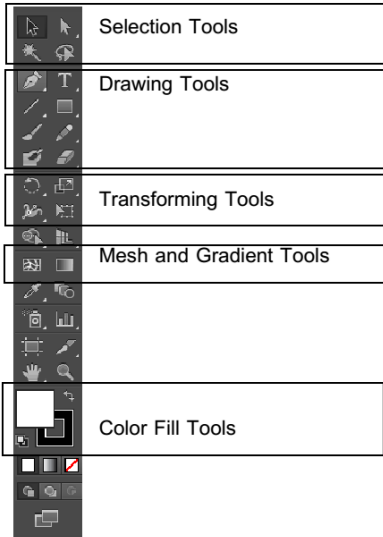 Selection Tools
Drawing Tools
Transforming Tools
Mesh and Gradient Tools
Color Fill Tools